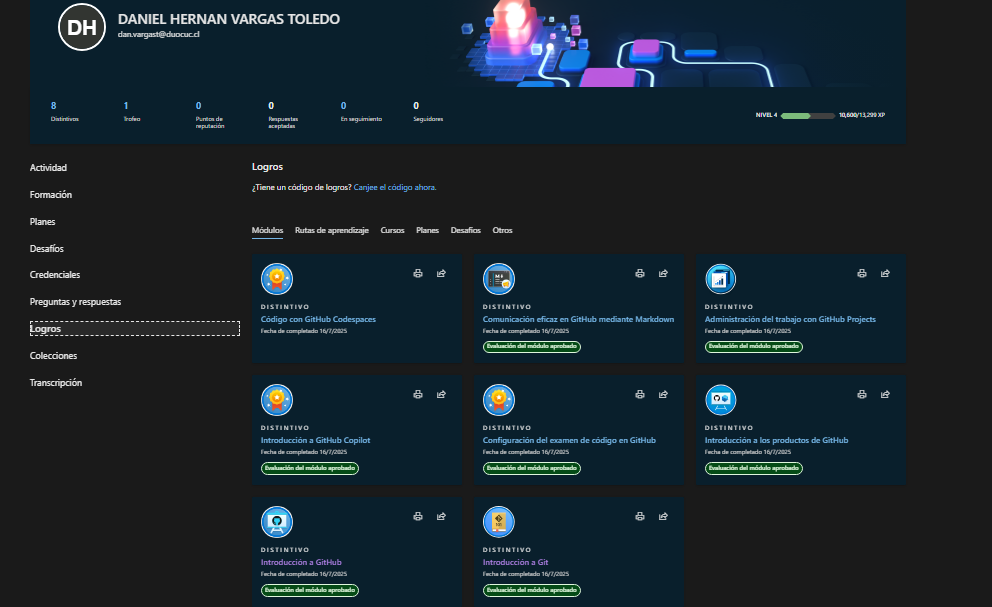 DH
DANIEL HERNAN VARGAS TOLEDO
dan.vargast@duocuc.cl
8
Distintivos
1
Trofeo
0
Puntos de
reputación
0
Respuestas
aceptadas
0
En seguimiento
0
Seguidores
NIVEL 4
10,600/13,299 XP
Actividad
Formación
Planes
Desafíos
Credenciales
Preguntas y respuestas
Logros
Colecciones
Transcripción
Logros
¿Tiene un código de logros? Canjee el código ahora.
Módulos
Rutas de aprendizaje
Cursos
Planes
Desafíos
Otros
DISTINTIVO
Código con GitHub Codespaces
Fecha de completado 16/7/2025
DISTINTIVO
Comunicación eficaz en GitHub mediante Markdown
Fecha de completado 16/7/2025
Evaluación del módulo aprobado
DISTINTIVO
Administración del trabajo con GitHub Projects
Fecha de completado 16/7/2025
Evaluación del módulo aprobado
DISTINTIVO
Introducción a GitHub Copilot
Fecha de completado 16/7/2025
Evaluación del módulo aprobado
DISTINTIVO
Configuración del examen de código en GitHub
Fecha de completado 16/7/2025
Evaluación del módulo aprobado
DISTINTIVO
Introducción a los productos de GitHub
Fecha de completado 16/7/2025
Evaluación del módulo aprobado
DISTINTIVO
Introducción a GitHub
Fecha de completado 16/7/2025
Evaluación del módulo aprobado
DISTINTIVO
Introducción a Git
Fecha de completado 16/7/2025
Evaluación del módulo aprobado